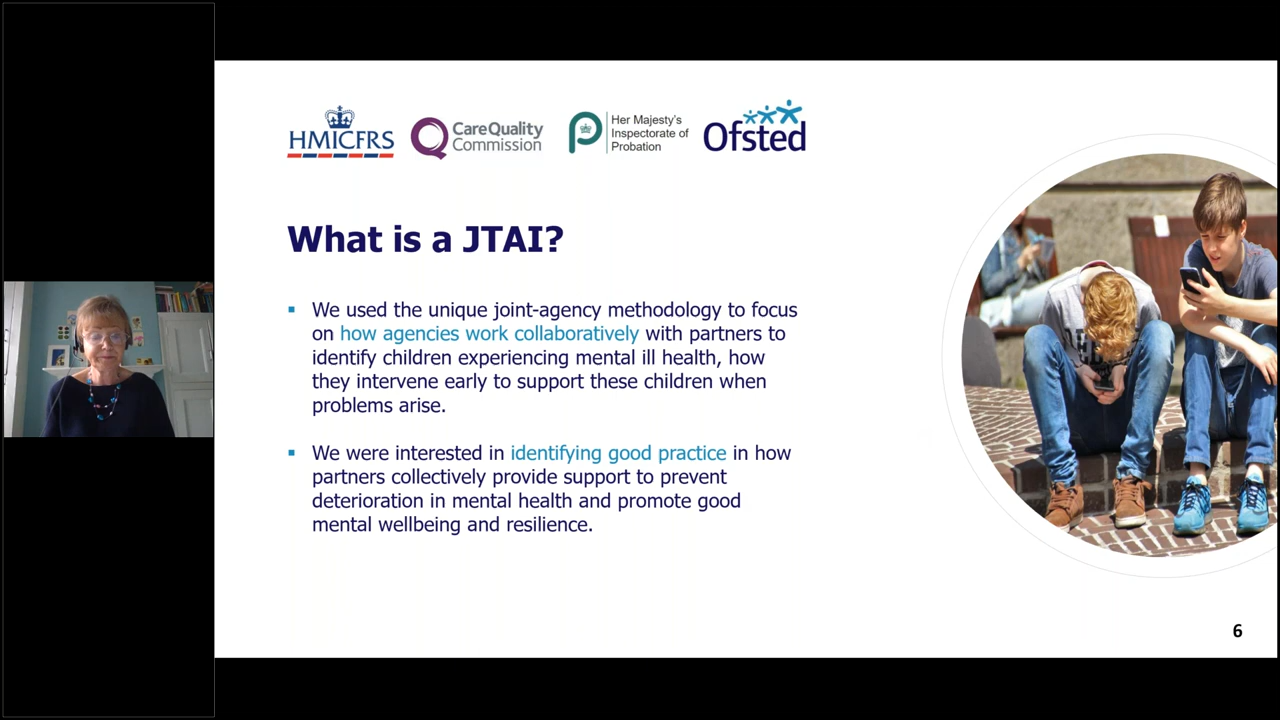 HMICFRS
CareQuality
Commission
Her Majesty's
Inspectorate of
Probation
Ofsted
What is a JTAI?
▪ We used the unique joint-agency methodology to focus
on how agencies work collaboratively with partners to
identify children experiencing mental ill health, how
they intervene early to support these children when
problems arise.
▪ We were interested in identifying good practice in how
partners collectively provide support to prevent
deterioration in mental health and promote good
mental wellbeing and resilience.
6